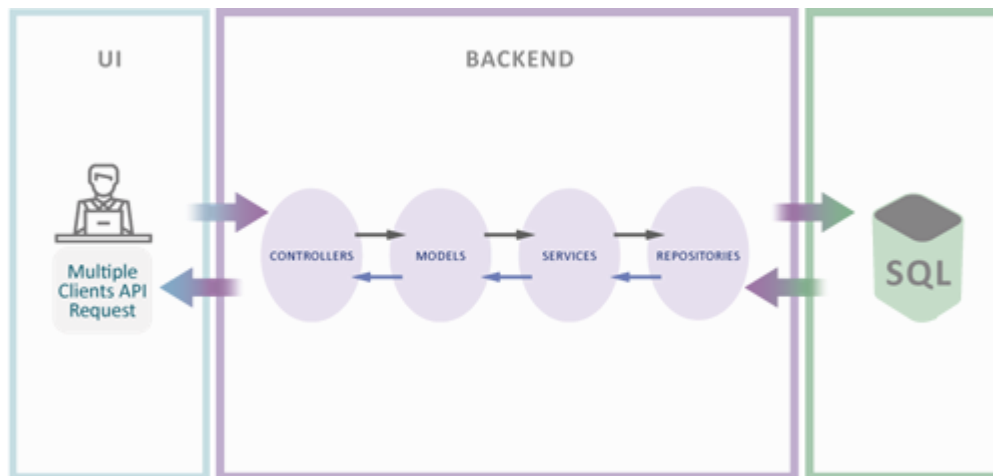 UI
BACKEND
CONTROLLERS
MODELS
SERVICES
REPOSITORIES
Multiple
Clients API
Request
SQL